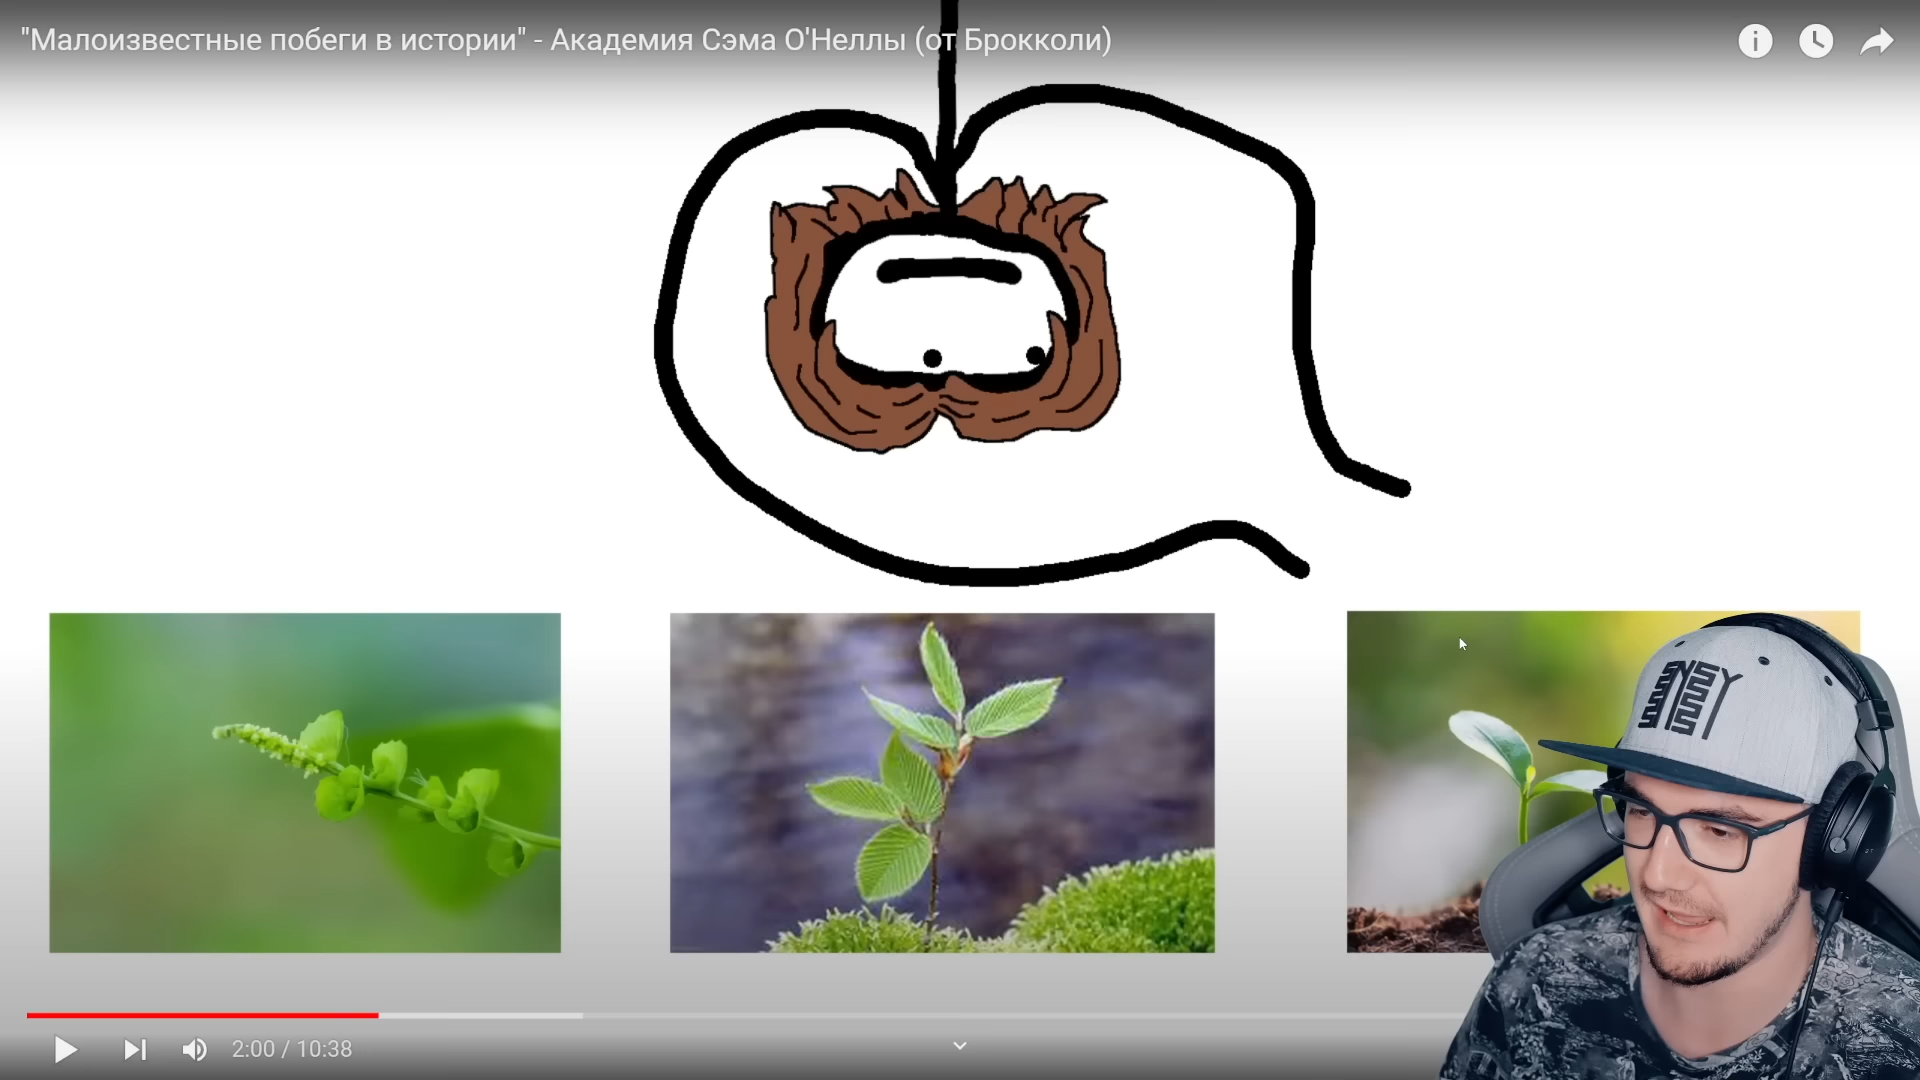 "Малоизвестные побеги в истории" - Академия Сэма О'Неллы (от Брокколи)
2:00 / 10:38